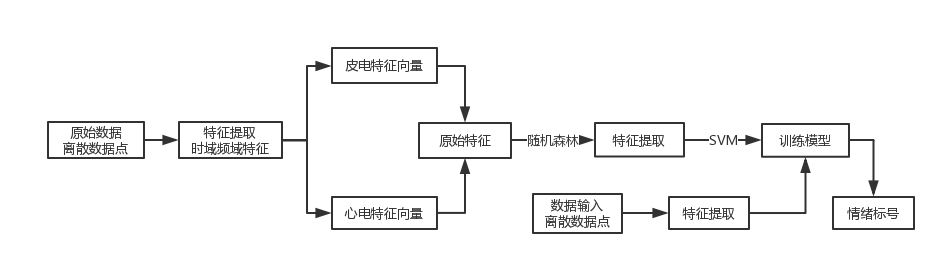 皮电特征向量
原始数据
离散数据点
特征提取
时域频域特征
原始特征
随机森林
特征提取
SVM
训练模型
心电特征向量
数据输入
离散数据点
特征提取
情绪标号